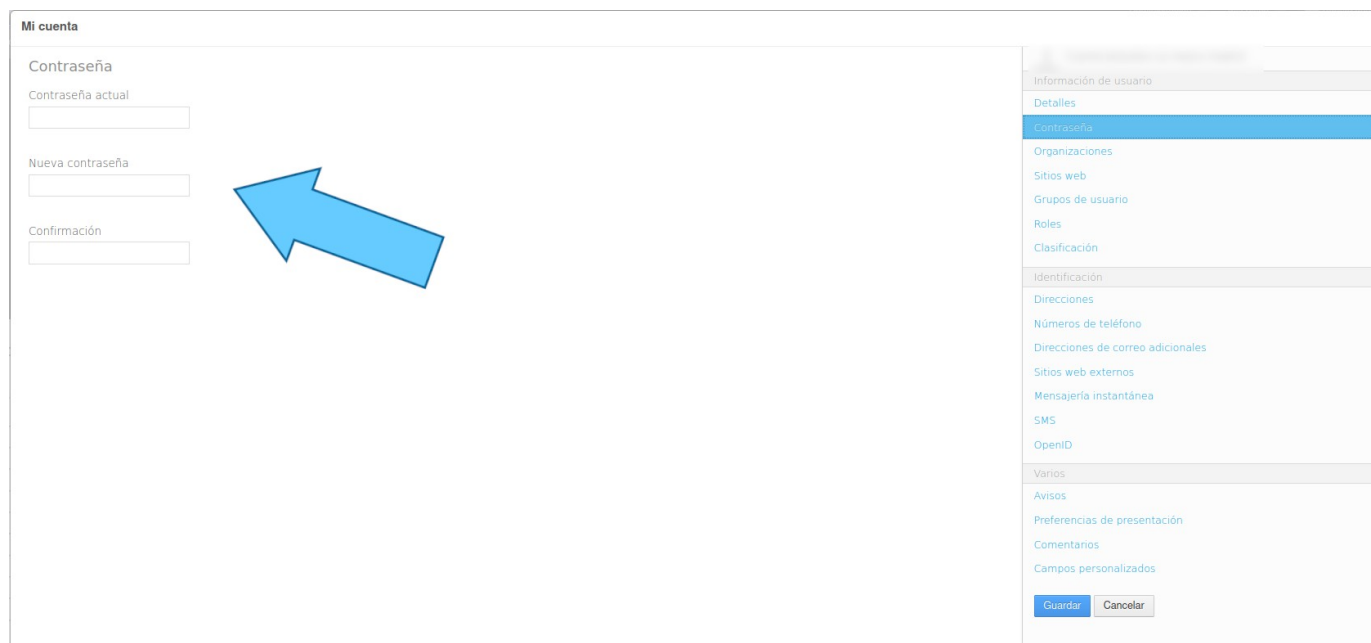 Mi cuenta
Contraseña
Contraseña actual
Nueva contraseña
Confirmación
Información de usuario
Detalles
Contraseña
Organizaciones
Sitios web
Grupos de usuario
Roles
Clasificación
Identificación
Direcciones
Números de teléfono
Direcciones de correo adicionales
Sitios web externos
Mensajería instantánea
SMS
OpenID
Varios
Avisos
Preferencias de presentación
Comentarios
Campos personalizados
Guardar Cancelar